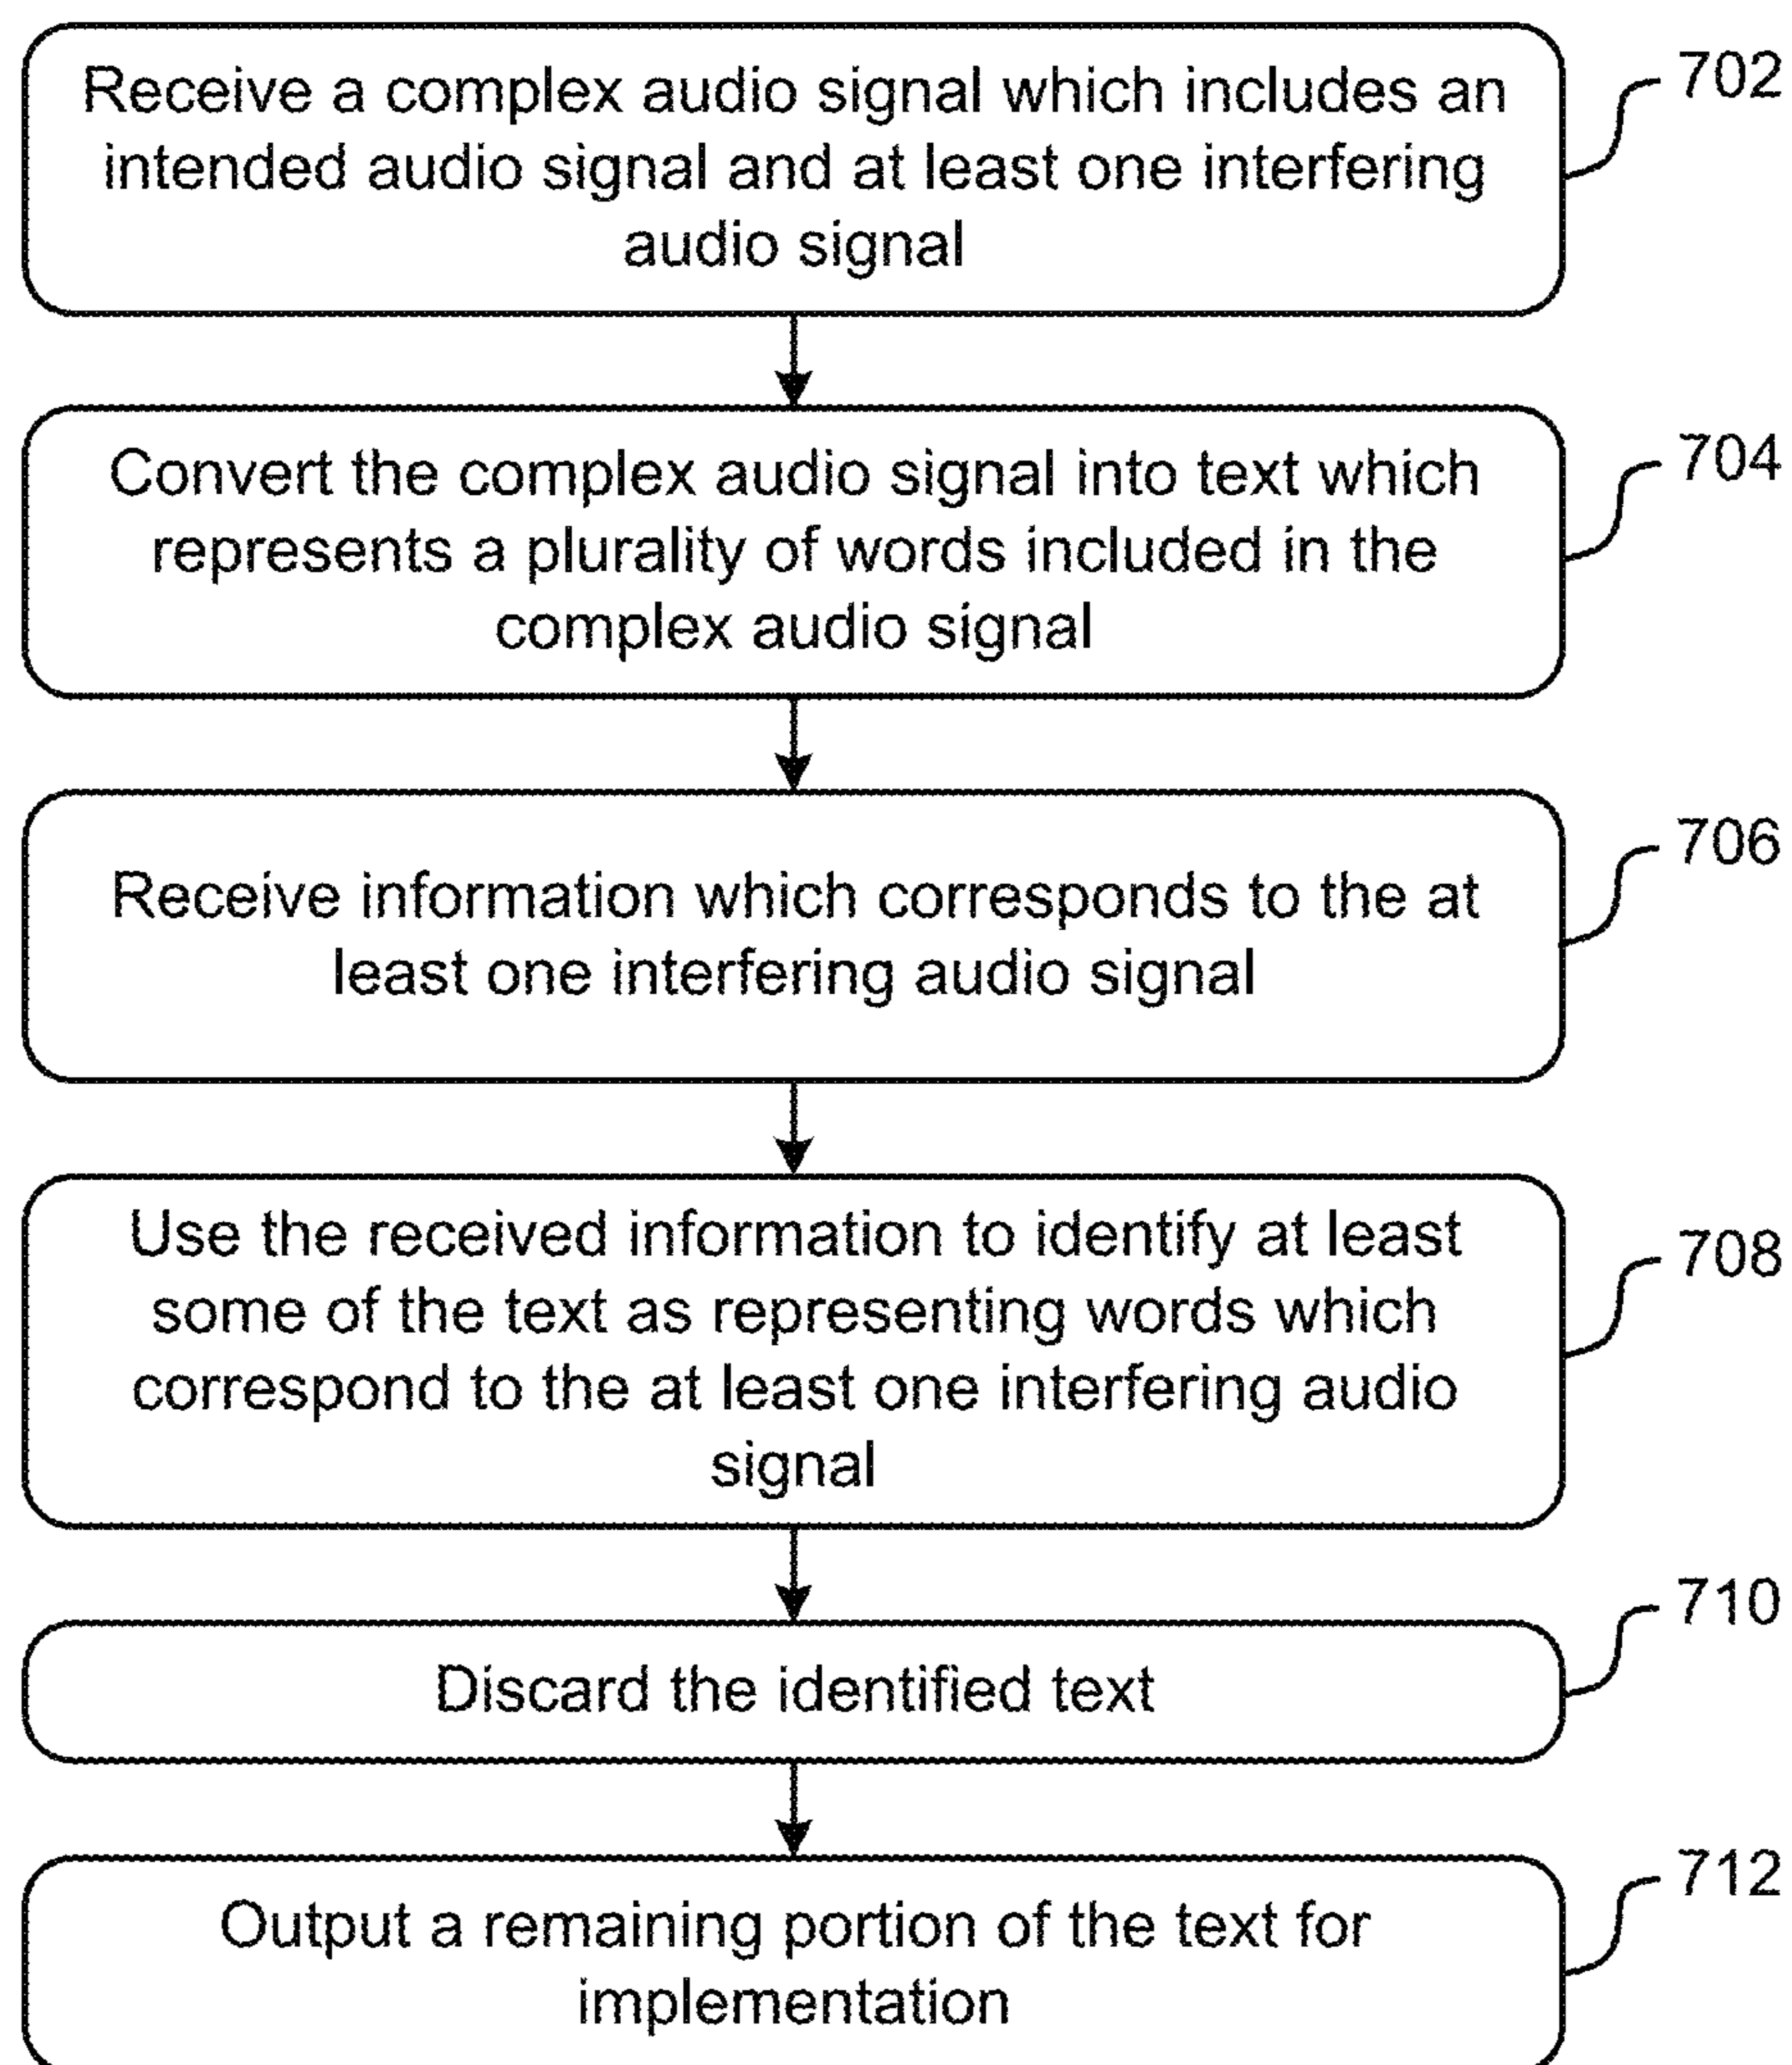 Receive a complex audio signal which includes an
intended audio signal and at least one interfering
audio signal
702
Convert the complex audio signal into text which
represents a plurality of words included in the
complex audio signal
704
Receive information which corresponds to the at
least one interfering audio signal
706
Use the received information to identify at least
some of the text as representing words which
correspond to the at least one interfering audio
signal
708
Discard the identified text
710
Output a remaining portion of the text for
implementation
712